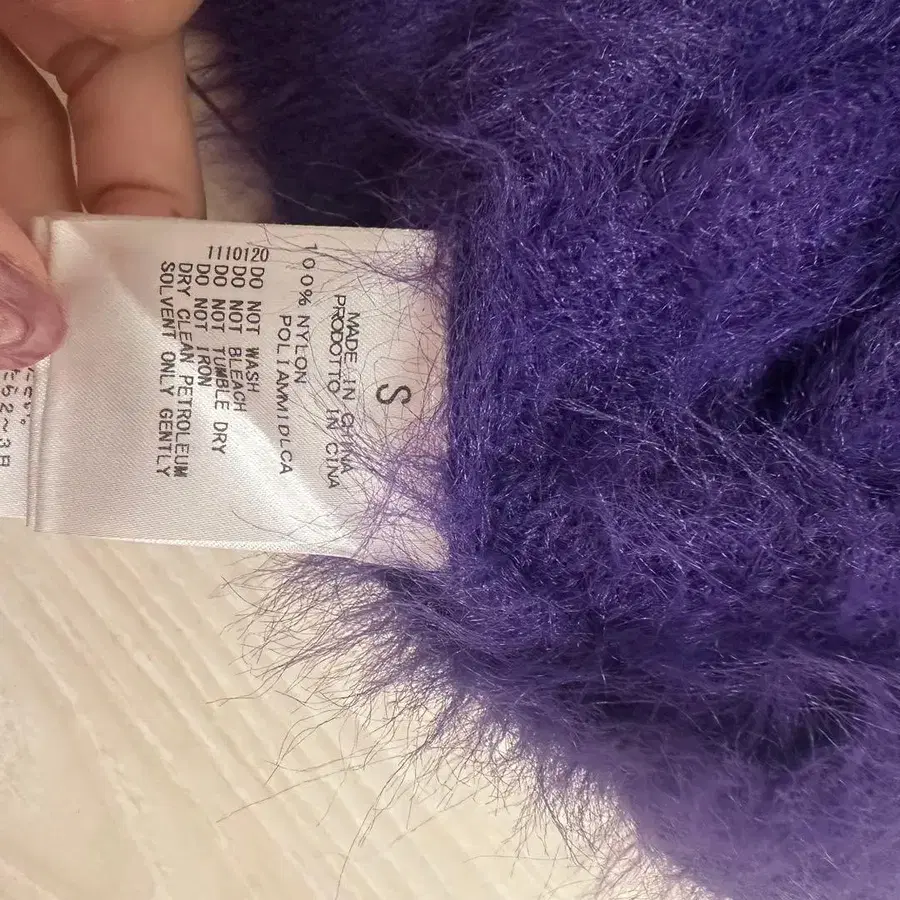 S
MADE IN CHINA
PRODOTTO IN CINA
100% NYLON
POLIAMMIDICA
1110120
DO NOT WASH
DO NOT BLEACH
DO NOT TUMBLE DRY
DO NOT IRON
DRY CLEAN PETROLEUM
SOLVENT ONLY GENTLY